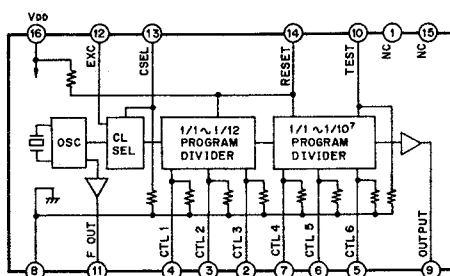 VDD
16 12 13 14 10 1 15
EXC
CSEL
RESET
TEST
NC
NC
OSC
CL
SEL
1/1~1/12
PROGRAM
DIVIDER
1/1~1/10⁷
PROGRAM
DIVIDER
F OUT
CTL 1
CTL 2
CTL 3
CTL 4
CTL 5
CTL 6
OUTPUT
8 11 4 3 2 7 6 5 9